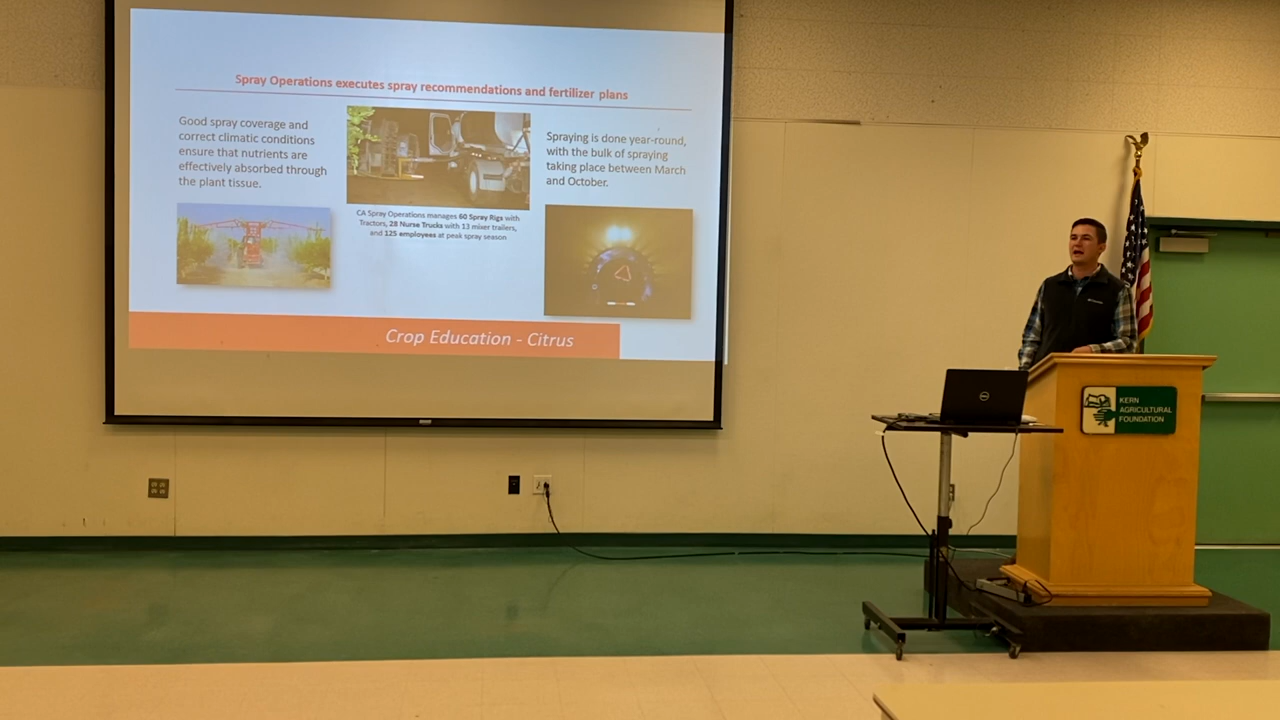 Spray Operations executes spray recommendations and fertilizer plans
Good spray coverage and
correct climatic conditions
ensure that nutrients are
effectively absorbed through
the plant tissue.
CA Spray Operations manages 60 Spray Rigs with
Tractors, 28 Nurse Trucks with 13 mixer trailers,
and 125 employees at peak spray season
Spraying is done year-round,
with the bulk of spraying
taking place between March
and October.
Crop Education - Citrus
DELL
KERN
AGRICULTURAL
FOUNDATION